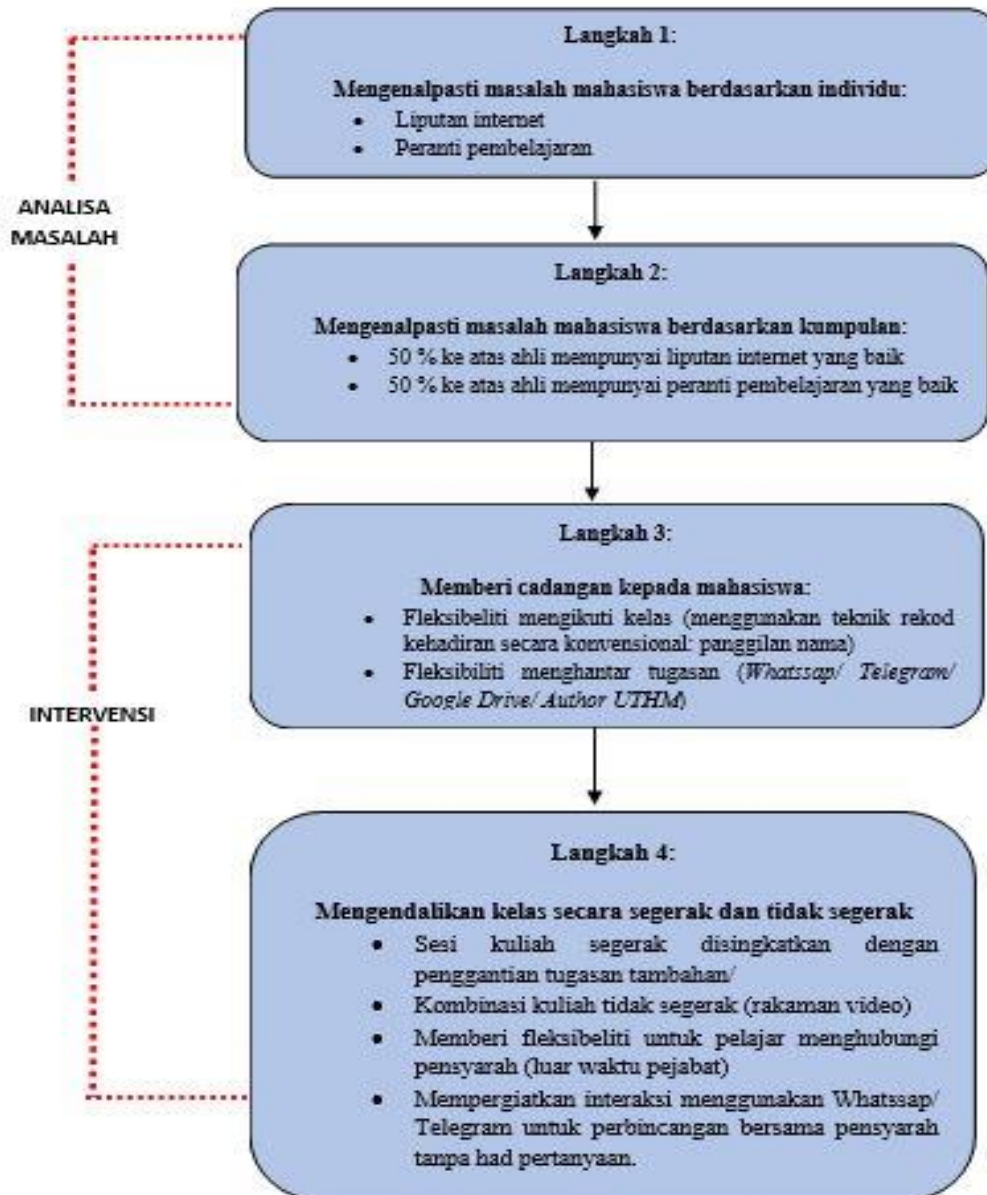 Langkah 1:
Mengenalpasti masalah mahasiswa berdasarkan individu:
• Liputan internet
• Peranti pembelajaran
ANALISA
MASALAH
Langkah 2:
Mengenalpasti masalah mahasiswa berdasarkan kumpulan:
• 50 % ke atas ahli mempunyai liputan internet yang baik
• 50 % ke atas ahli mempunyai peranti pembelajaran yang baik
Langkah 3:
Memberi cadangan kepada mahasiswa:
• Fleksibeliti mengikuti kelas (menggunakan teknik rekod
kehadiran secara konvensional: panggilan nama)
• Fleksibiliti menghantar tugasan (Whatssap/ Telegram/
Google Drive/ Author UTHM)
INTERVENSI
Langkah 4:
Mengendalikan kelas secara segerak dan tidak segerak
• Sesi kuliah segerak disingkatkan dengan
penggantian tugasan tambahan/
• Kombinasi kuliah tidak segerak (rakaman video)
• Memberi fleksibeliti untuk pelajar menghubungi
pensyarah (luar waktu pejabat)
• Mempergiatkan interaksi menggunakan Whatssap/
Telegram untuk perbincangan bersama pensyarah
tanpa had pertanyaan.